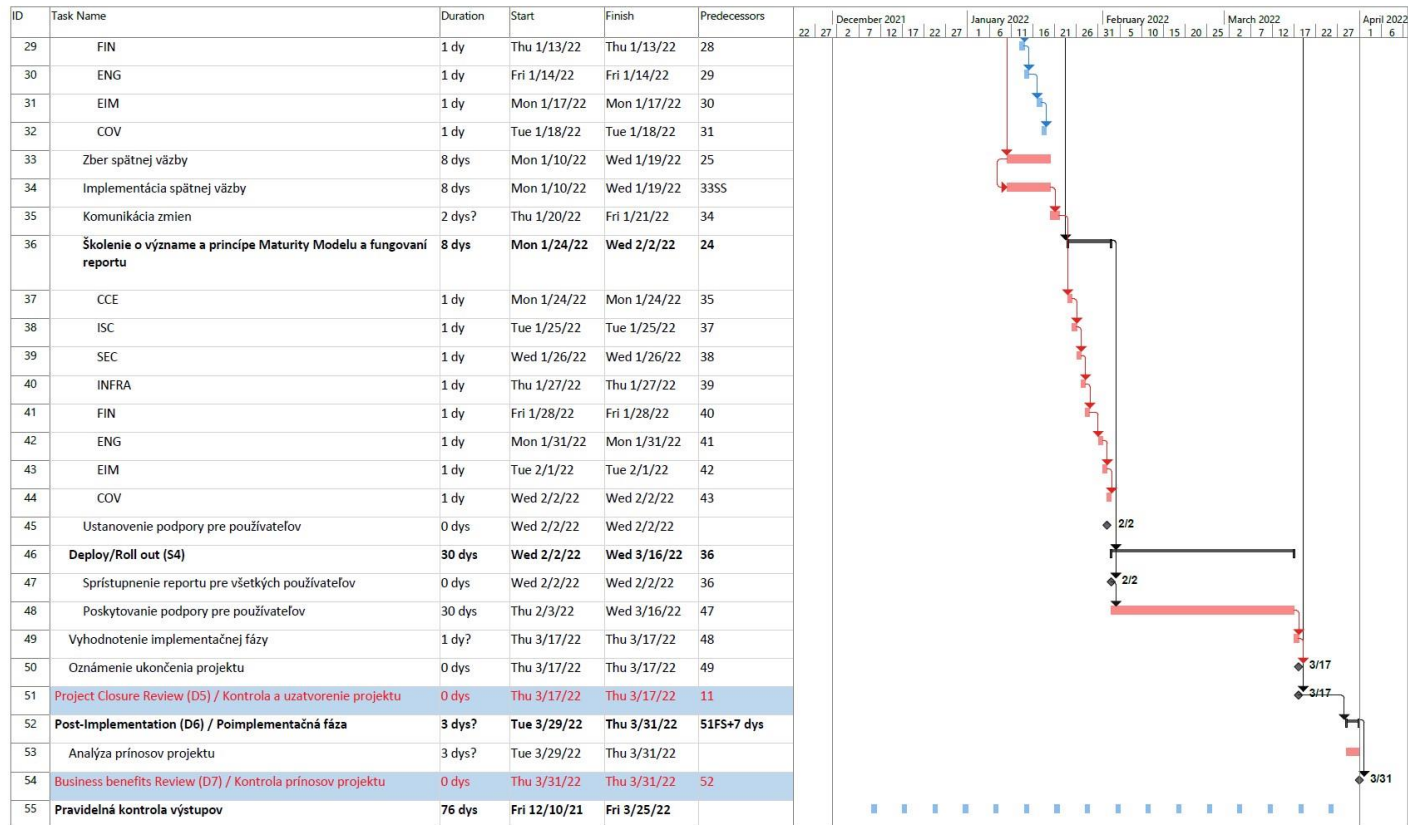 ID Task Name Duration Start Finish Predecessors
December 2021 January 2022 February 2022 March 2022 April 2022
22 27 2 7 12 17 22 27 1 6 11 16 21 26 31 5 10 15 20 25 2 7 12 17 22 27 1 6
29 FIN 1 dy Thu 1/13/22 Thu 1/13/22 28
30 ENG 1 dy Fri 1/14/22 Fri 1/14/22 29
31 EIM 1 dy Mon 1/17/22 Mon 1/17/22 30
32 COV 1 dy Tue 1/18/22 Tue 1/18/22 31
33 Zber spätnej väzby 8 dys Mon 1/10/22 Wed 1/19/22 25
34 Implementácia spätnej väzby 8 dys Mon 1/10/22 Wed 1/19/22 33SS
35 Komunikácia zmien 2 dys? Thu 1/20/22 Fri 1/21/22 34
36 Školenie o význame a princípe Maturity Modelu a fungovaní 8 dys Mon 1/24/22 Wed 2/2/22 24
reportu
37 CCE 1 dy Mon 1/24/22 Mon 1/24/22 35
38 ISC 1 dy Tue 1/25/22 Tue 1/25/22 37
39 SEC 1 dy Wed 1/26/22 Wed 1/26/22 38
40 INFRA 1 dy Thu 1/27/22 Thu 1/27/22 39
41 FIN 1 dy Fri 1/28/22 Fri 1/28/22 40
42 ENG 1 dy Mon 1/31/22 Mon 1/31/22 41
43 EIM 1 dy Tue 2/1/22 Tue 2/1/22 42
44 COV 1 dy Wed 2/2/22 Wed 2/2/22 43
45 Ustanovenie podpory pre používateľov 0 dys Wed 2/2/22 Wed 2/2/22 2/2
46 Deploy/Roll out (S4) 30 dys Wed 2/2/22 Wed 3/16/22 36
47 Sprístupnenie reportu pre všetkých používateľov 0 dys Wed 2/2/22 Wed 2/2/22 36 2/2
48 Poskytovanie podpory pre používateľov 30 dys Thu 2/3/22 Wed 3/16/22 47
49 Vyhodnotenie implementačnej fázy 1 dy? Thu 3/17/22 Thu 3/17/22 48
50 Oznámenie ukončenia projektu 0 dys Thu 3/17/22 Thu 3/17/22 49 3/17
51 Project Closure Review (D5) / Kontrola a uzatvorenie projektu 0 dys Thu 3/17/22 Thu 3/17/22 11 3/17
52 Post-Implementation (D6) / Poimplementačná fáza 3 dys? Tue 3/29/22 Thu 3/31/22 51FS+7 dys
53 Analýza prínosov projektu 3 dys? Tue 3/29/22 Thu 3/31/22
54 Business benefits Review (D7) / Kontrola prínosov projektu 0 dys Thu 3/31/22 Thu 3/31/22 52 3/31
55 Pravidelná kontrola výstupov 76 dys Fri 12/10/21 Fri 3/25/22